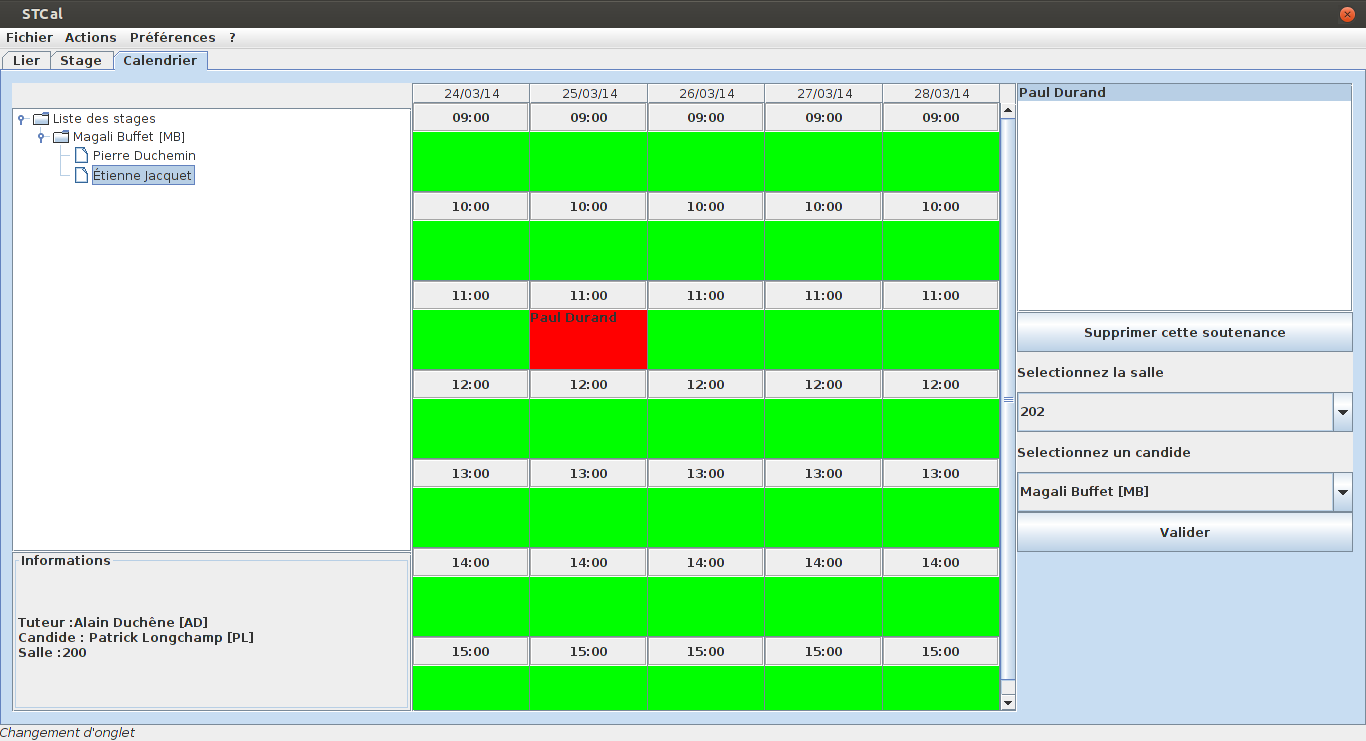 STCal
Fichier Actions Préférences ?
Lier Stage Calendrier
24/03/14 25/03/14 26/03/14 27/03/14 28/03/14
Paul Durand
Liste des stages
Magali Buffet [MB]
Pierre Duchemin
Étienne Jacquet
09:00 09:00 09:00 09:00 09:00
10:00 10:00 10:00 10:00 10:00
11:00 11:00 11:00 11:00 11:00
Paul Durand
12:00 12:00 12:00 12:00 12:00
13:00 13:00 13:00 13:00 13:00
14:00 14:00 14:00 14:00 14:00
15:00 15:00 15:00 15:00 15:00
Supprimer cette soutenance
Selectionnez la salle
202
Selectionnez un candide
Magali Buffet [MB]
Valider
Informations
Tuteur :Alain Duchêne [AD]
Candide : Patrick Longchamp [PL]
Salle :200
Changement d'onglet